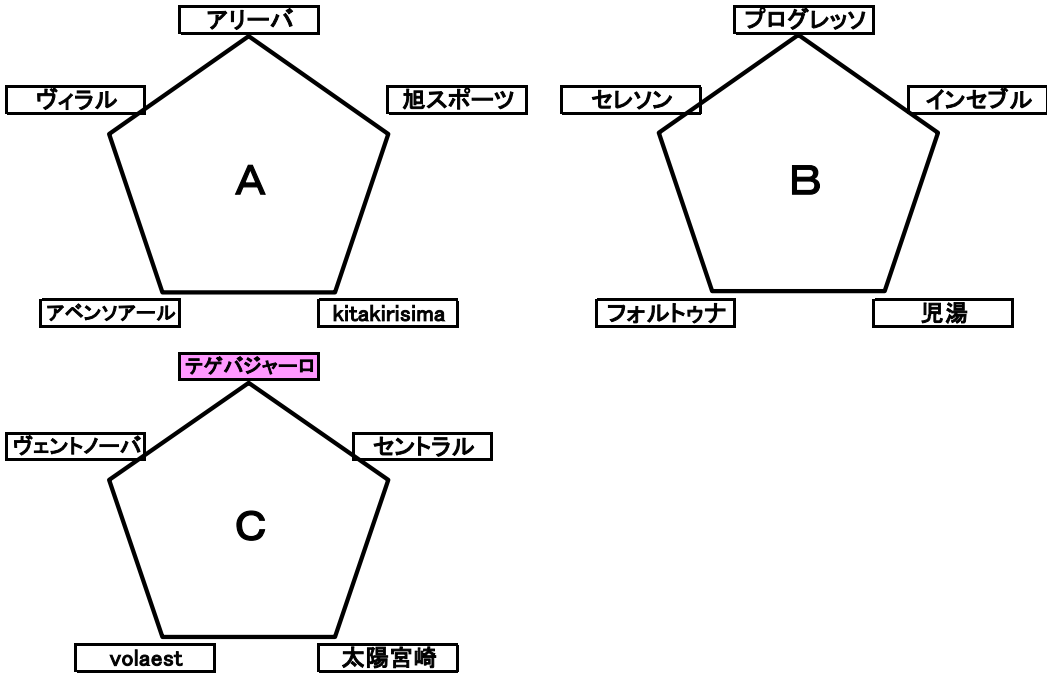 アリーバ
ヴィラル
旭スポーツ
A
アベンソアール
kitakirisima
プログレッソ
セレソン
インセブル
B
フォルトゥナ
児湯
テゲバジャーロ
ヴェントノーバ
セントラル
C
volaest
太陽宮崎